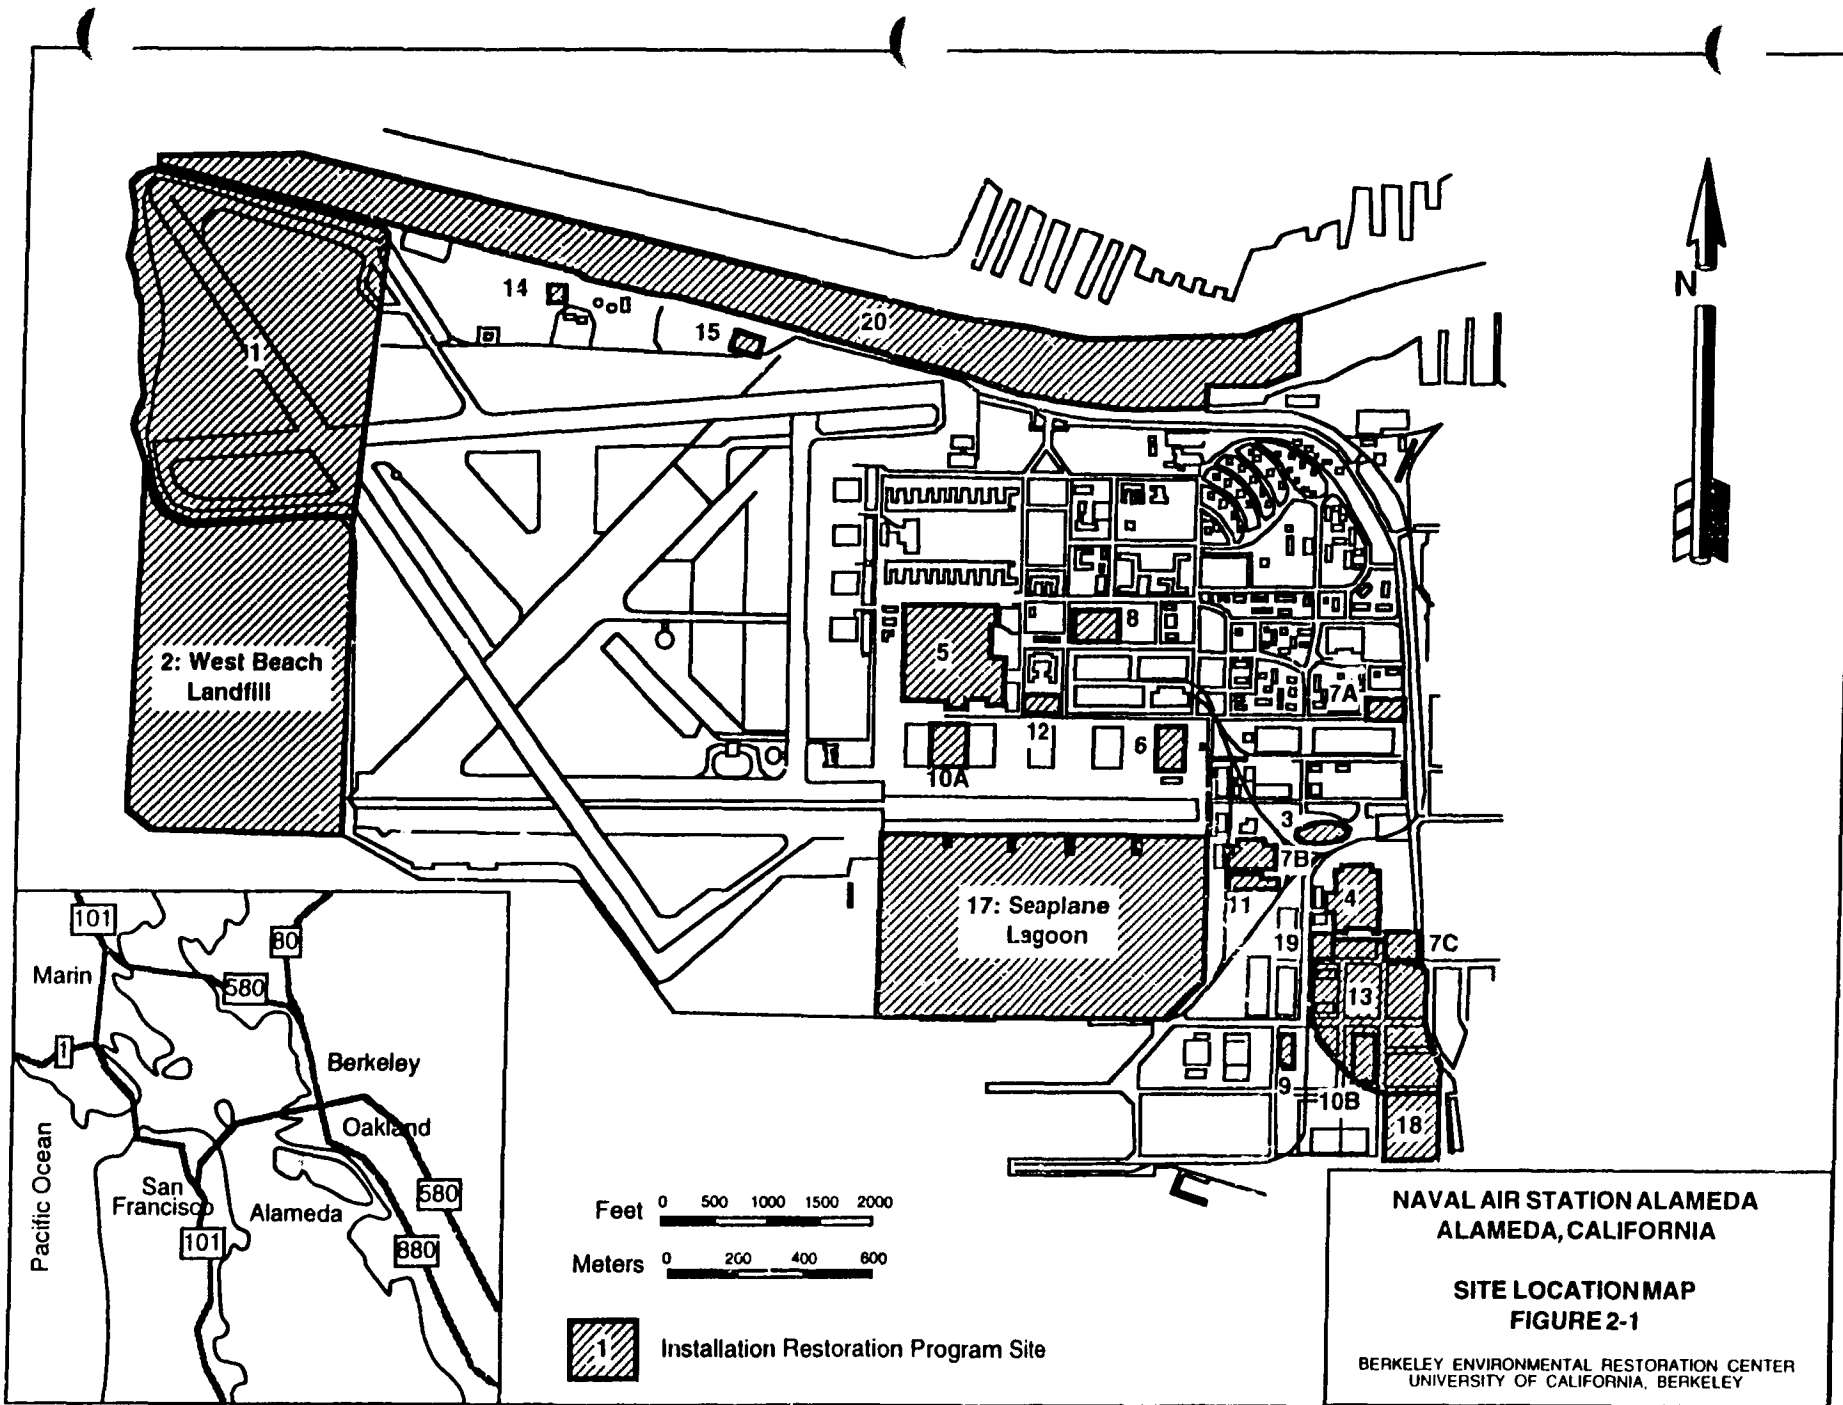 N
14
15
20
1
8
5
2: West Beach
Landfill
7A
12
6
10A
3
7B
17: Seaplane
Lagoon
11
4
19
7C
13
9
10B
18
101
80
Marin
580
1
Berkeley
Oakland
Pacific Ocean
San
Francisco
Alameda
580
101
880
Feet 0 500 1000 1500 2000
Meters 0 200 400 600
1 Installation Restoration Program Site
NAVAL AIR STATION ALAMEDA
ALAMEDA, CALIFORNIA
SITE LOCATION MAP
FIGURE 2-1
BERKELEY ENVIRONMENTAL RESTORATION CENTER
UNIVERSITY OF CALIFORNIA, BERKELEY